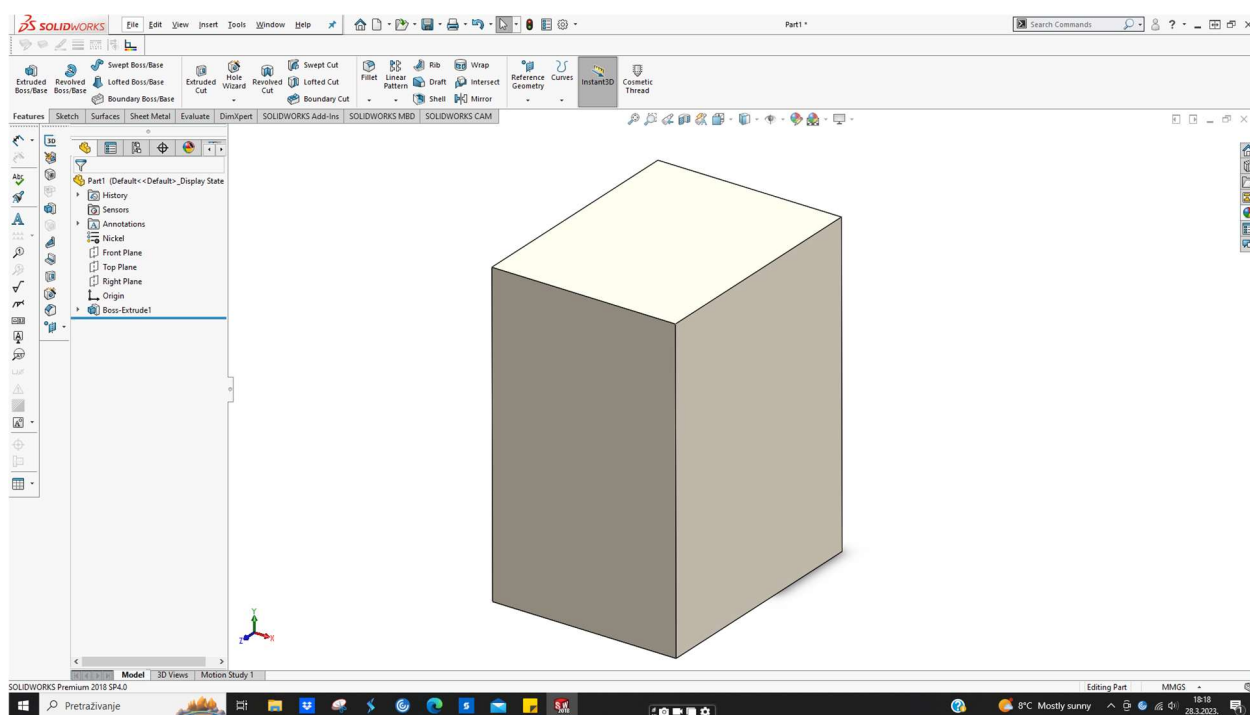 SOLIDWORKS File Edit View Insert Tools Window Help Part1 * Search Commands
Extruded Boss/Base Revolved Boss/Base Swept Boss/Base Lofted Boss/Base Boundary Boss/Base Extruded Cut Hole Wizard Revolved Cut Swept Cut Lofted Cut Boundary Cut Fillet Linear Pattern Rib Draft Shell Wrap Intersect Mirror Reference Geometry Curves Instant3D Cosmetic Thread
Features Sketch Surfaces Sheet Metal Evaluate DimXpert SOLIDWORKS Add-Ins SOLIDWORKS MBD SOLIDWORKS CAM
Part1 (Default<<Default>_Display State
History
Sensors
Annotations
Nickel
Front Plane
Top Plane
Right Plane
Origin
Boss-Extrude1
Y
Z X
Model 3D Views Motion Study 1
SOLIDWORKS Premium 2018 SP4.0 Editing Part MMGS
Pretraživanje 8°C Mostly sunny 18:18
28.3.2023.